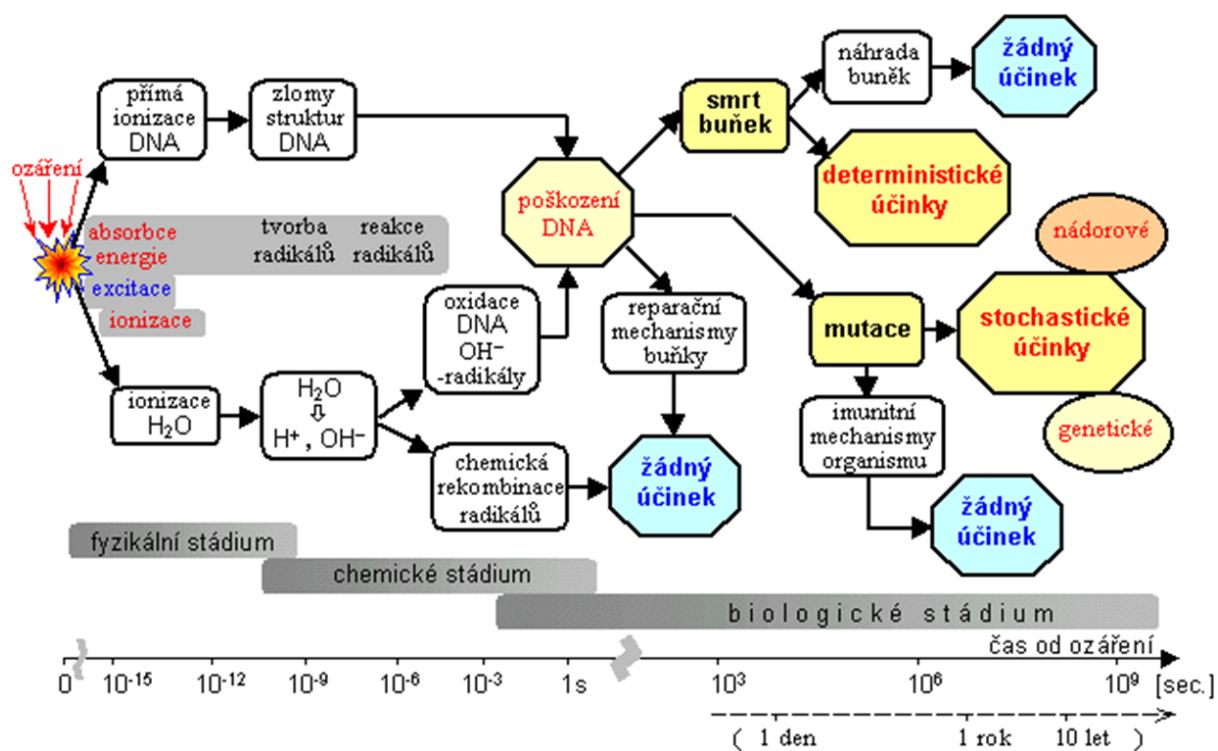 ozáření
přímá
ionizace
DNA
zlomy
struktur
DNA
absorbce
energie
tvorba
radikálů
reakce
radikálů
excitace
ionizace
ionizace
H₂O
H₂O
⇩
H⁺, OH⁻
oxidace
DNA
OH⁻
-radikály
chemická
rekombinace
radikálů
poškození
DNA
reparační
mechanismy
buňky
žádný
účinek
smrt
buňek
náhrada
buněk
žádný
účinek
deterministické
účinky
mutace
stochastické
účinky
nádorové
genetické
imunitní
mechanismy
organismu
žádný
účinek
fyzikální stádium
chemické stádium
biologické stádium
čas od ozáření
0 10⁻¹⁵ 10⁻¹² 10⁻⁹ 10⁻⁶ 10⁻³ 1s 10³ 10⁶ 10⁹ [sec.]
( 1 den 1 rok 10 let )